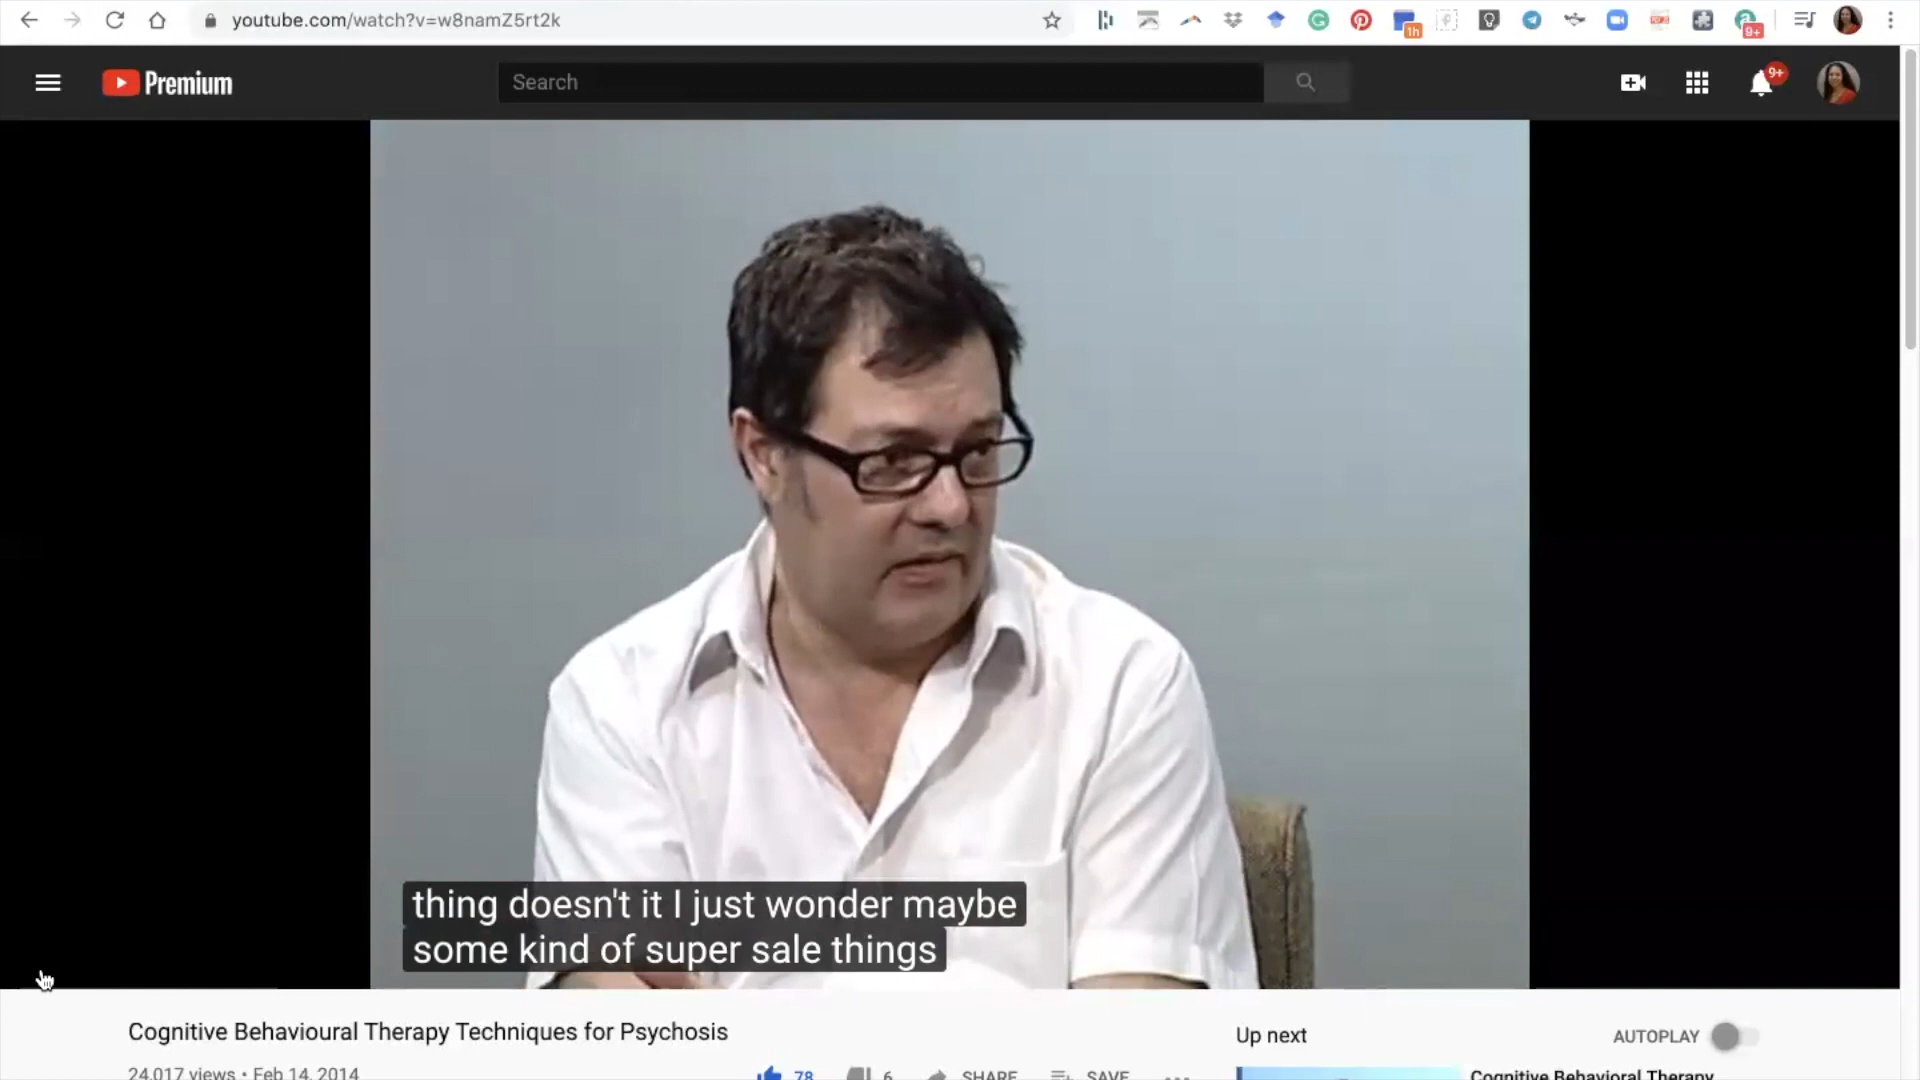 youtube.com/watch?v=w8namZ5rt2k
1h
9+
Premium
Search
9+
thing doesn't it I just wonder maybe
some kind of super sale things
Cognitive Behavioural Therapy Techniques for Psychosis
Up next
AUTOPLAY
24,017 views • Feb 14, 2014
78
6
SHARE
SAVE
Cognitive Behavioral Therapy